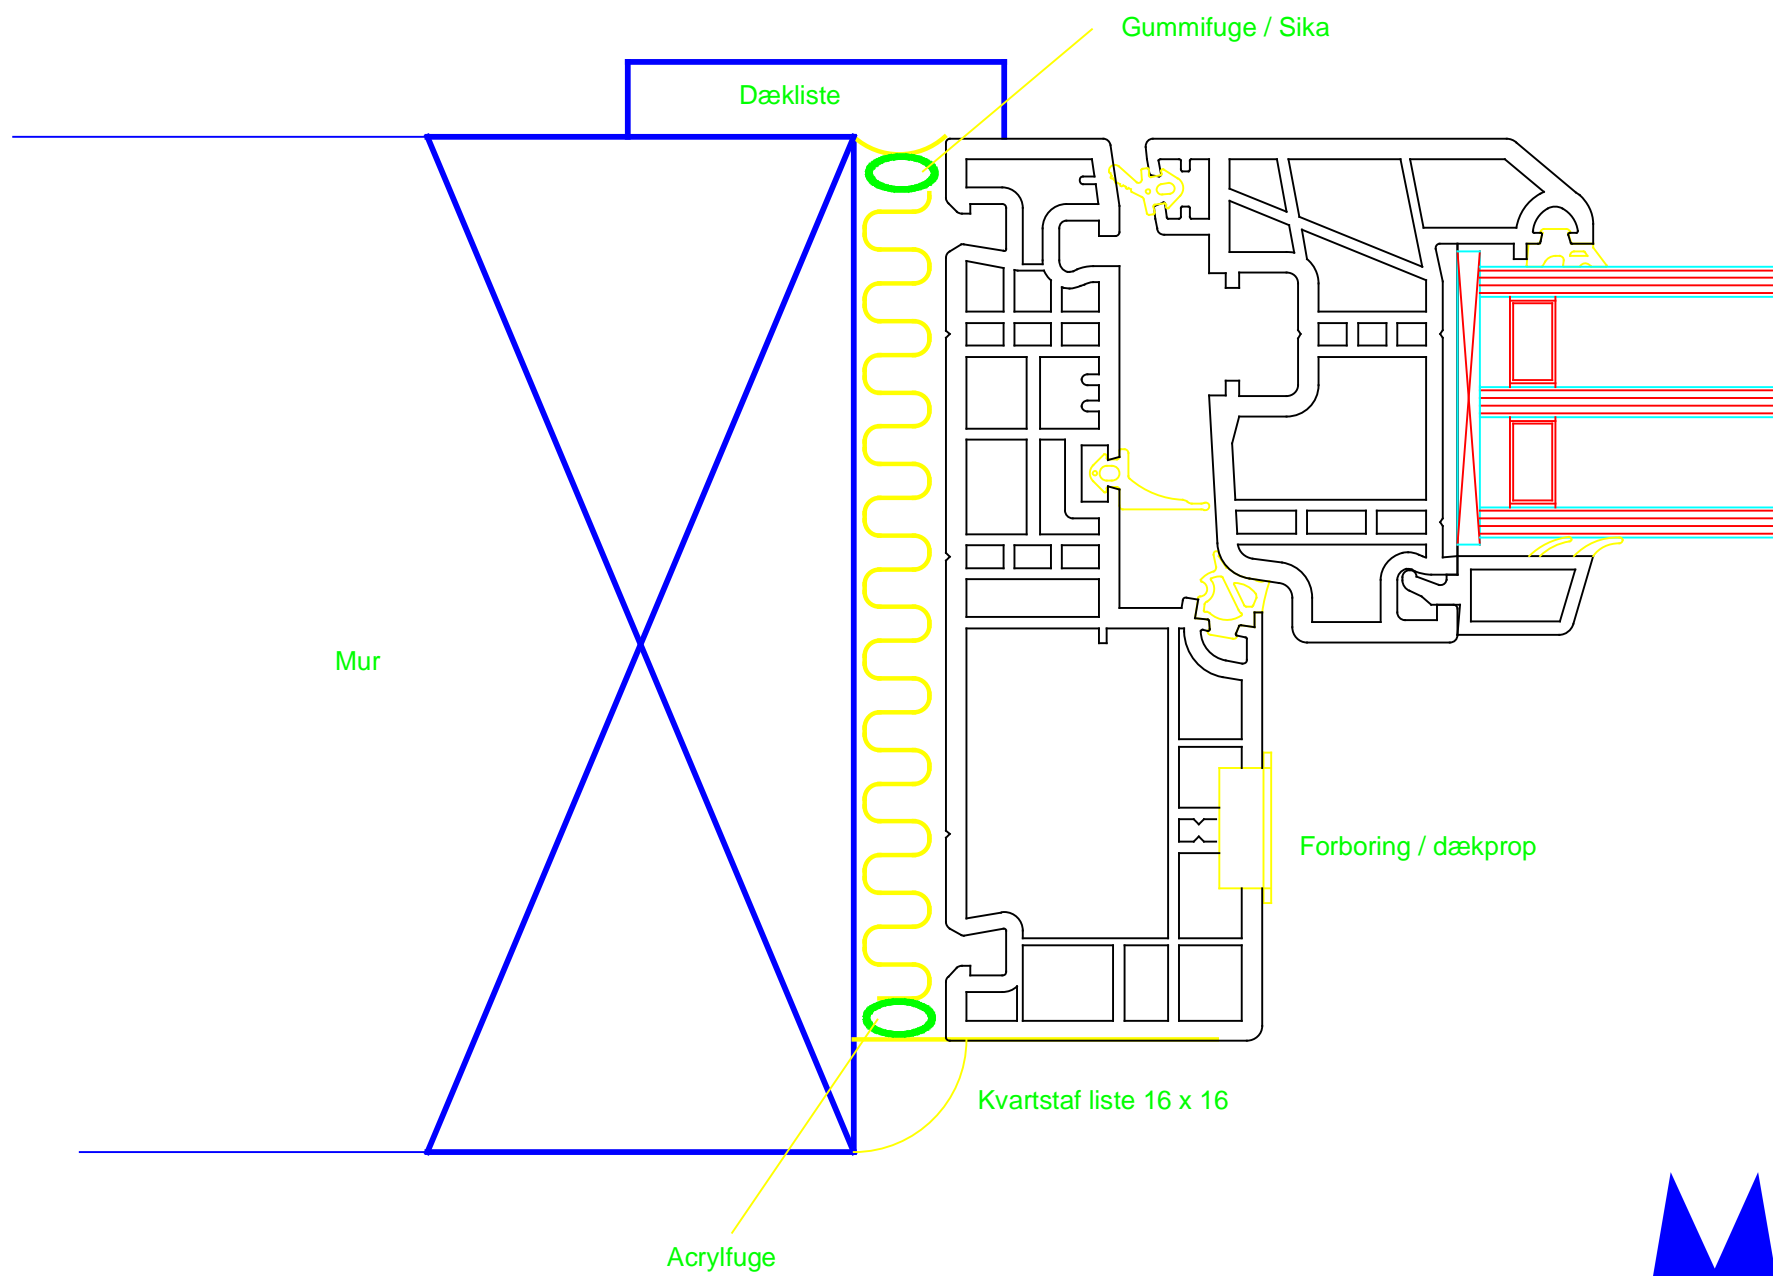 Gummifuge / Sika
Dækliste
Mur
Forboring / dækprop
Kvartstaf liste 16 x 16
Acrylfuge